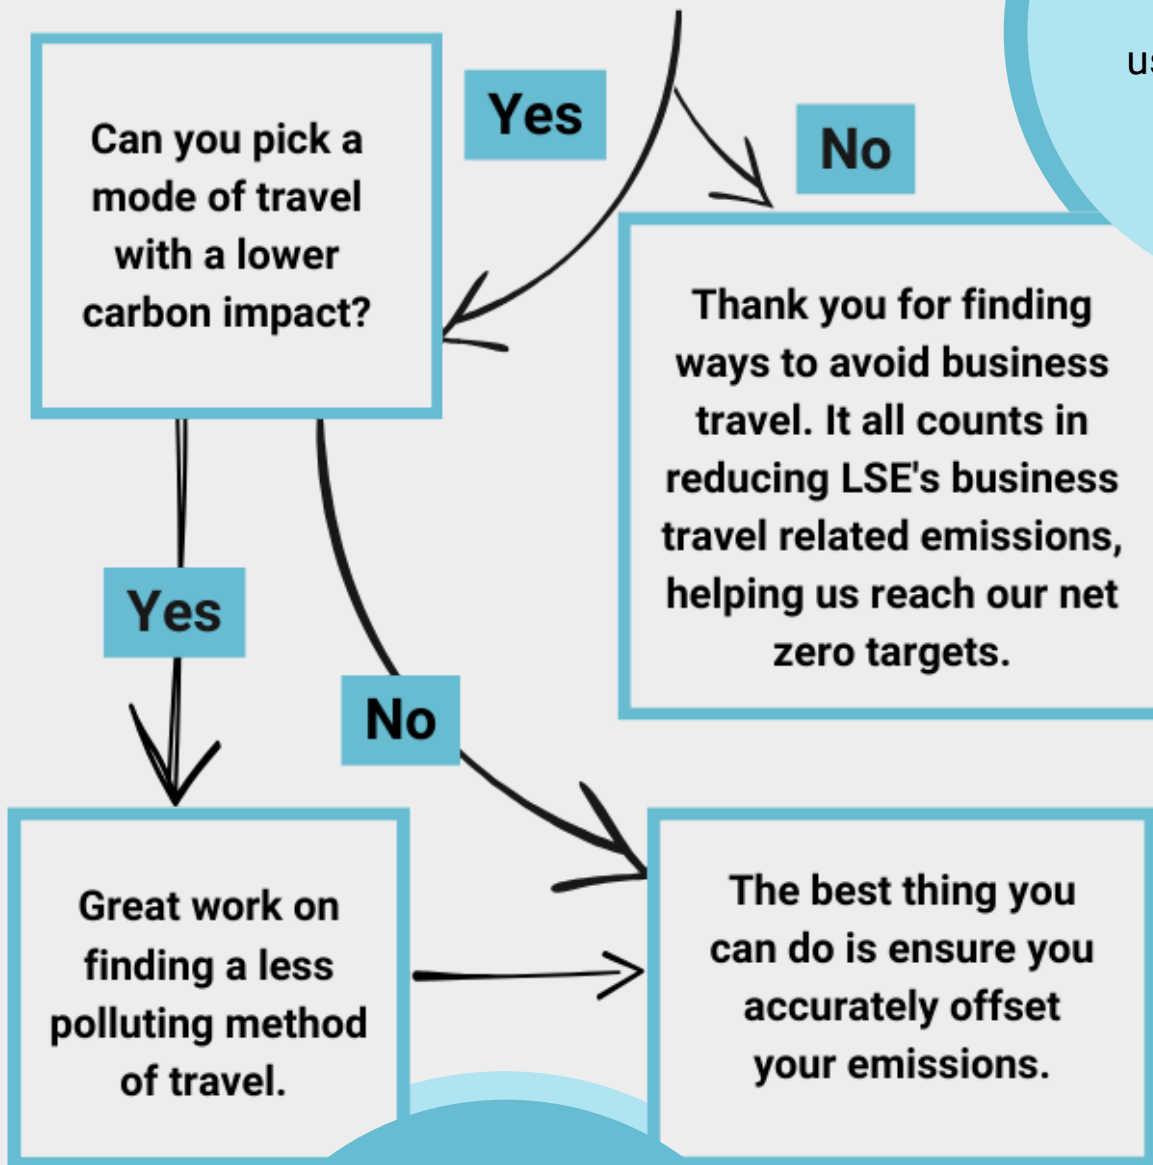 Can you pick a
mode of travel
with a lower
carbon impact?
Yes
No
Thank you for finding
ways to avoid business
travel. It all counts in
reducing LSE's business
travel related emissions,
helping us reach our net
zero targets.
Yes
No
Great work on
finding a less
polluting method
of travel.
The best thing you
can do is ensure you
accurately offset
your emissions.